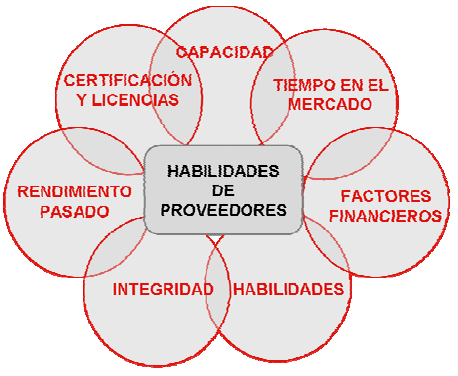 CAPACIDAD
CERTIFICACIÓN
Y LICENCIAS
TIEMPO EN EL
MERCADO
HABILIDADES
DE
PROVEEDORES
RENDIMIENTO
PASADO
FACTORES
FINANCIEROS
INTEGRIDAD
HABILIDADES